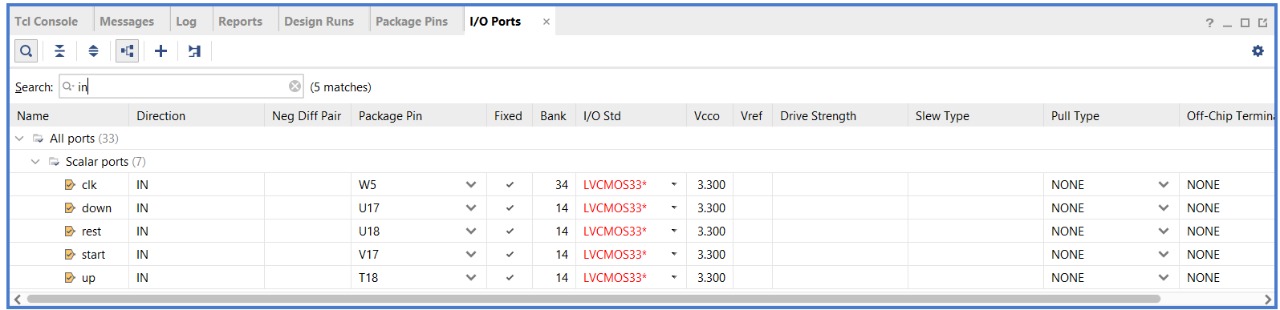 Tcl Console Messages Log Reports Design Runs Package Pins I/O Ports × ?
Search: in (5 matches)
Name Direction Neg Diff Pair Package Pin Fixed Bank I/O Std Vcco Vref Drive Strength Slew Type Pull Type Off-Chip Termina
All ports (33)
Scalar ports (7)
clk IN W5 34 LVCMOS33* 3.300 NONE NONE
down IN U17 14 LVCMOS33* 3.300 NONE NONE
rest IN U18 14 LVCMOS33* 3.300 NONE NONE
start IN V17 14 LVCMOS33* 3.300 NONE NONE
up IN T18 14 LVCMOS33* 3.300 NONE NONE